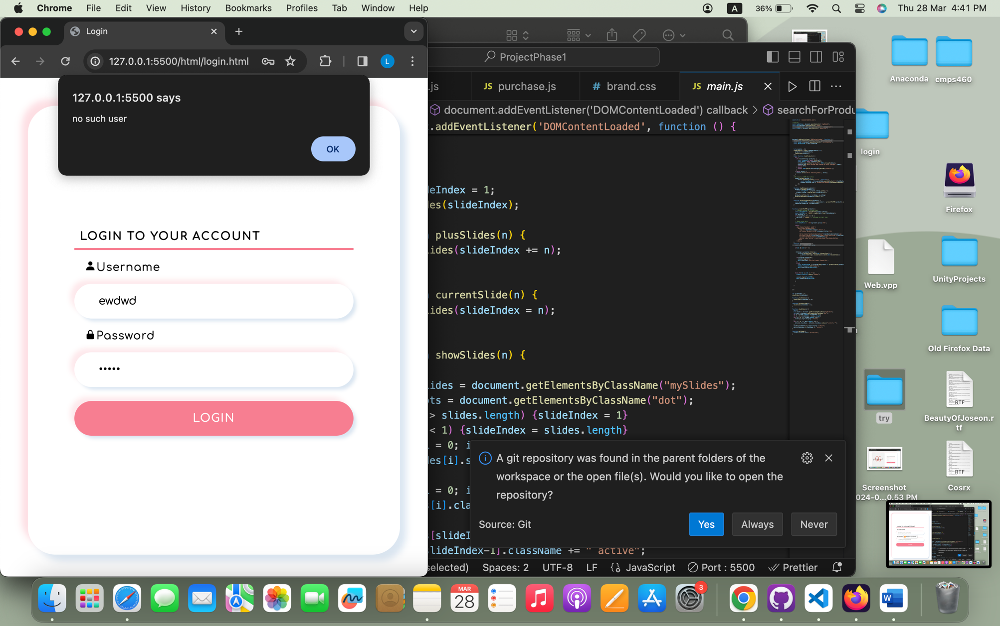 Chrome File Edit View History Bookmarks Profiles Tab Window Help
A 36% Thu 28 Mar 4:41 PM
Login
127.0.0.1:5500/html/login.html
L
127.0.0.1:5500 says
no such user
OK
LOGIN TO YOUR ACCOUNT
Username
ewdwd
Password
•••••
LOGIN
ProjectPhase1
.js
JS purchase.js
# brand.css
JS main.js
document.addEventListener('DOMContentLoaded') callback > searchForProdu
.addEventListener('DOMContentLoaded', function () {
eIndex = 1;
es(slideIndex);
plusSlides(n) {
ides(slideIndex += n);
currentSlide(n) {
ides(slideIndex = n);
showSlides(n) {
ides = document.getElementsByClassName("mySlides");
ts = document.getElementsByClassName("dot");
> slides.length) {slideIndex = 1}
< 1) {slideIndex = slides.length}
= 0; i
es[i].s
= 0; i
[i].cla
[slideI
lideIndex-1].className += " active";
A git repository was found in the parent folders of the
workspace or the open file(s). Would you like to open the
repository?
Source: Git
Yes
Always
Never
selected) Spaces: 2 UTF-8 LF {} JavaScript Port : 5500 Prettier
Anaconda
cmps460
login
Firefox
Web.vpp
UnityProjects
Old Firefox Data
try
RTF
BeautyOfJoseon.r
tf
Screenshot
024-0...0.53 PM
RTF
Cosrx
MAR
28
3
W